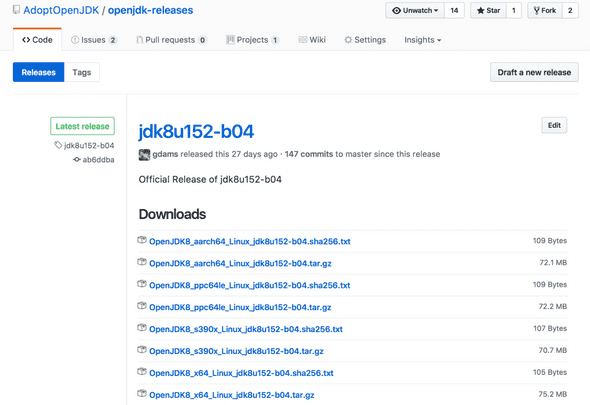 AdoptOpenJDK / openjdk-releases
Unwatch 14 Star 1 Fork 2
Code Issues 2 Pull requests 0 Projects 1 Wiki Settings Insights
Releases Tags Draft a new release
Latest release
jdk8u152-b04
ab6ddba
jdk8u152-b04 Edit
gdams released this 27 days ago · 147 commits to master since this release
Official Release of jdk8u152-b04
Downloads
OpenJDK8_aarch64_Linux_jdk8u152-b04.sha256.txt 109 Bytes
OpenJDK8_aarch64_Linux_jdk8u152-b04.tar.gz 72.1 MB
OpenJDK8_ppc64le_Linux_jdk8u152-b04.sha256.txt 109 Bytes
OpenJDK8_ppc64le_Linux_jdk8u152-b04.tar.gz 72.2 MB
OpenJDK8_s390x_Linux_jdk8u152-b04.sha256.txt 107 Bytes
OpenJDK8_s390x_Linux_jdk8u152-b04.tar.gz 70.7 MB
OpenJDK8_x64_Linux_jdk8u152-b04.sha256.txt 105 Bytes
OpenJDK8_x64_Linux_jdk8u152-b04.tar.gz 75.2 MB